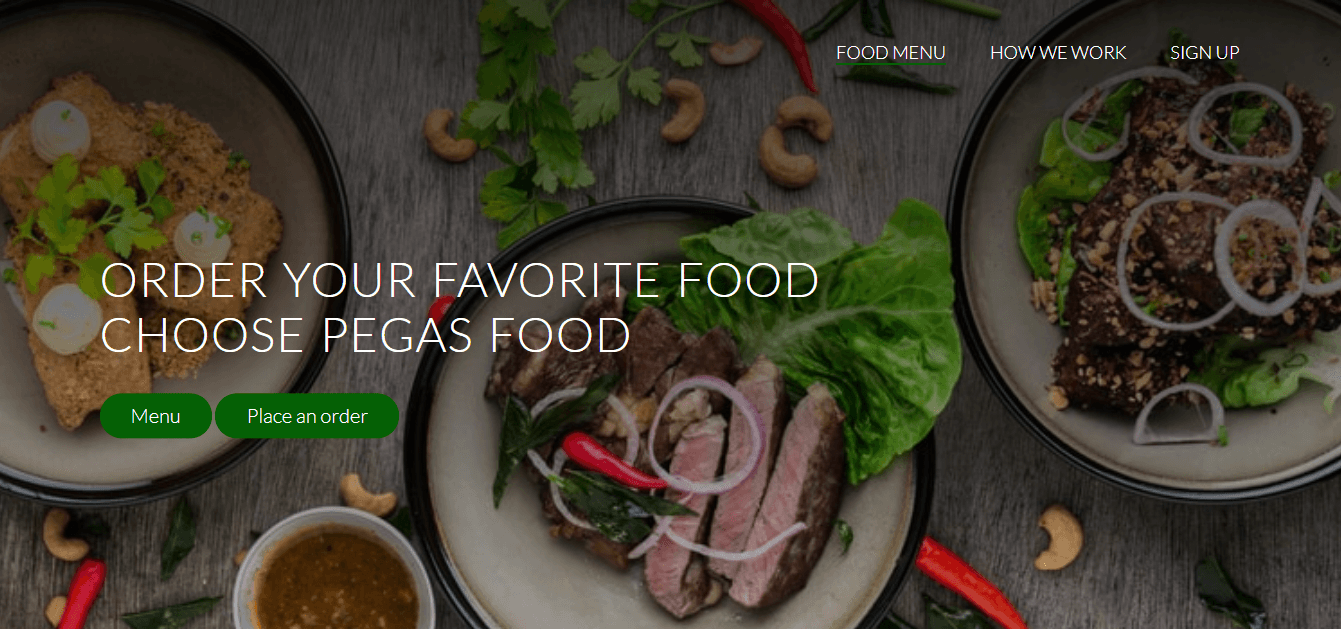 FOOD MENU HOW WE WORK SIGN UP
ORDER YOUR FAVORITE FOOD
CHOOSE PEGAS FOOD
Menu Place an order